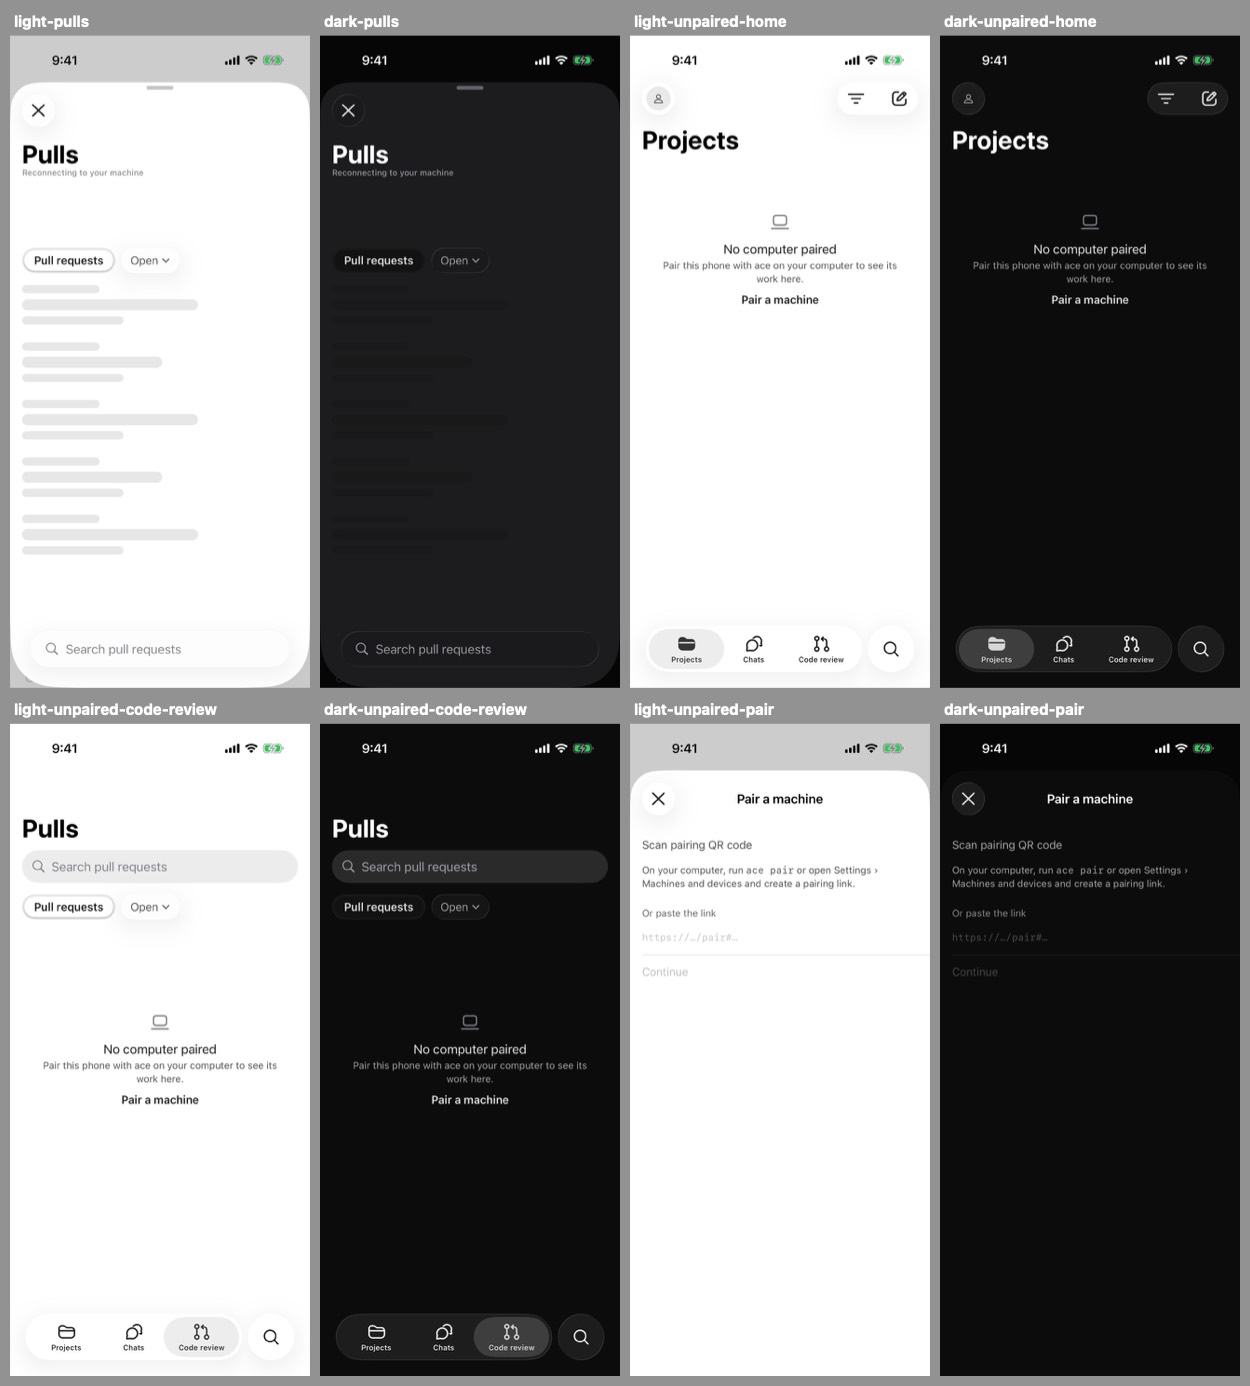 light-pulls
9:41
Pulls
Reconnecting to your machine
Pull requests
Open
Search pull requests
dark-pulls
9:41
Pulls
Reconnecting to your machine
Pull requests
Open
Search pull requests
light-unpaired-home
9:41
Projects
No computer paired
Pair this phone with ace on your computer to see its
work here.
Pair a machine
Projects
Chats
Code review
dark-unpaired-home
9:41
Projects
No computer paired
Pair this phone with ace on your computer to see its
work here.
Pair a machine
Projects
Chats
Code review
light-unpaired-code-review
9:41
Pulls
Search pull requests
Pull requests
Open
No computer paired
Pair this phone with ace on your computer to see its
work here.
Pair a machine
Projects
Chats
Code review
dark-unpaired-code-review
9:41
Pulls
Search pull requests
Pull requests
Open
No computer paired
Pair this phone with ace on your computer to see its
work here.
Pair a machine
Projects
Chats
Code review
light-unpaired-pair
9:41
Pair a machine
Scan pairing QR code
On your computer, run ace pair or open Settings ›
Machines and devices and create a pairing link.
Or paste the link
https://…/pair#…
Continue
dark-unpaired-pair
9:41
Pair a machine
Scan pairing QR code
On your computer, run ace pair or open Settings ›
Machines and devices and create a pairing link.
Or paste the link
https://…/pair#…
Continue